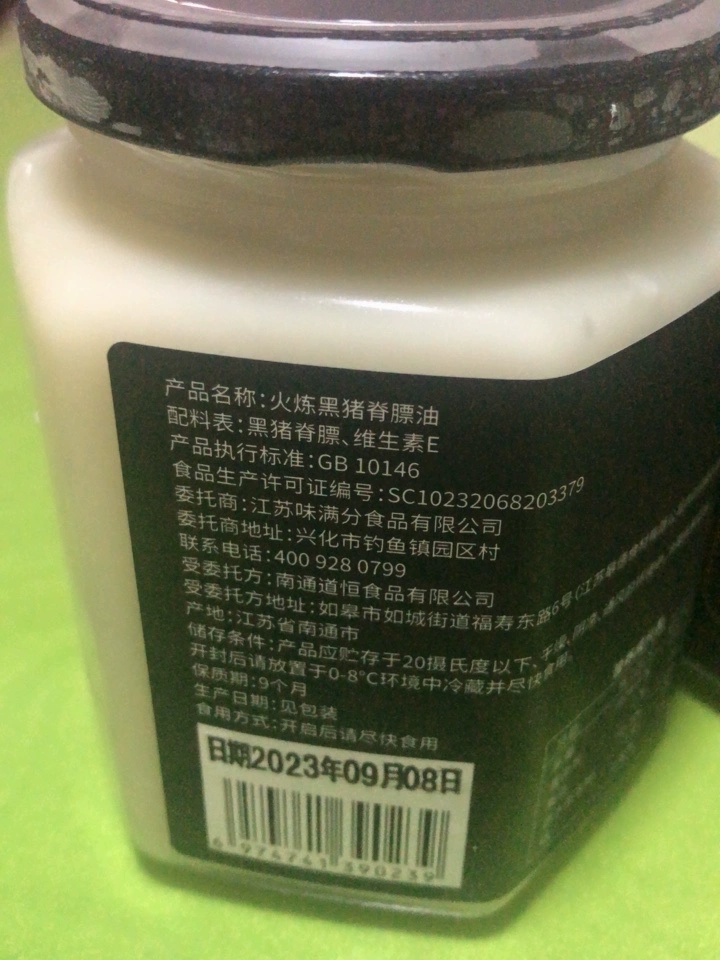 产品名称:火炼黑猪脊膘油
配料表:黑猪脊膘、维生素E
产品执行标准:GB 10146
食品生产许可证编号:SC10232068203379
委托商:江苏味满分食品有限公司
委托商地址:兴化市钓鱼镇园区村
联系电话:400 928 0799
受委托方:南通道恒食品有限公司
受委托方地址:如皋市如城街道福寿东路6号(江苏
产地:江苏省南通市
储存条件:产品应贮存于20摄氏度以下、干燥、阴凉、
开封后请放置于0-8℃环境中冷藏并尽快食用。
保质期:9个月
生产日期:见包装
食用方式:开启后请尽快食用
日期2023年09月08日
6 974741 390239